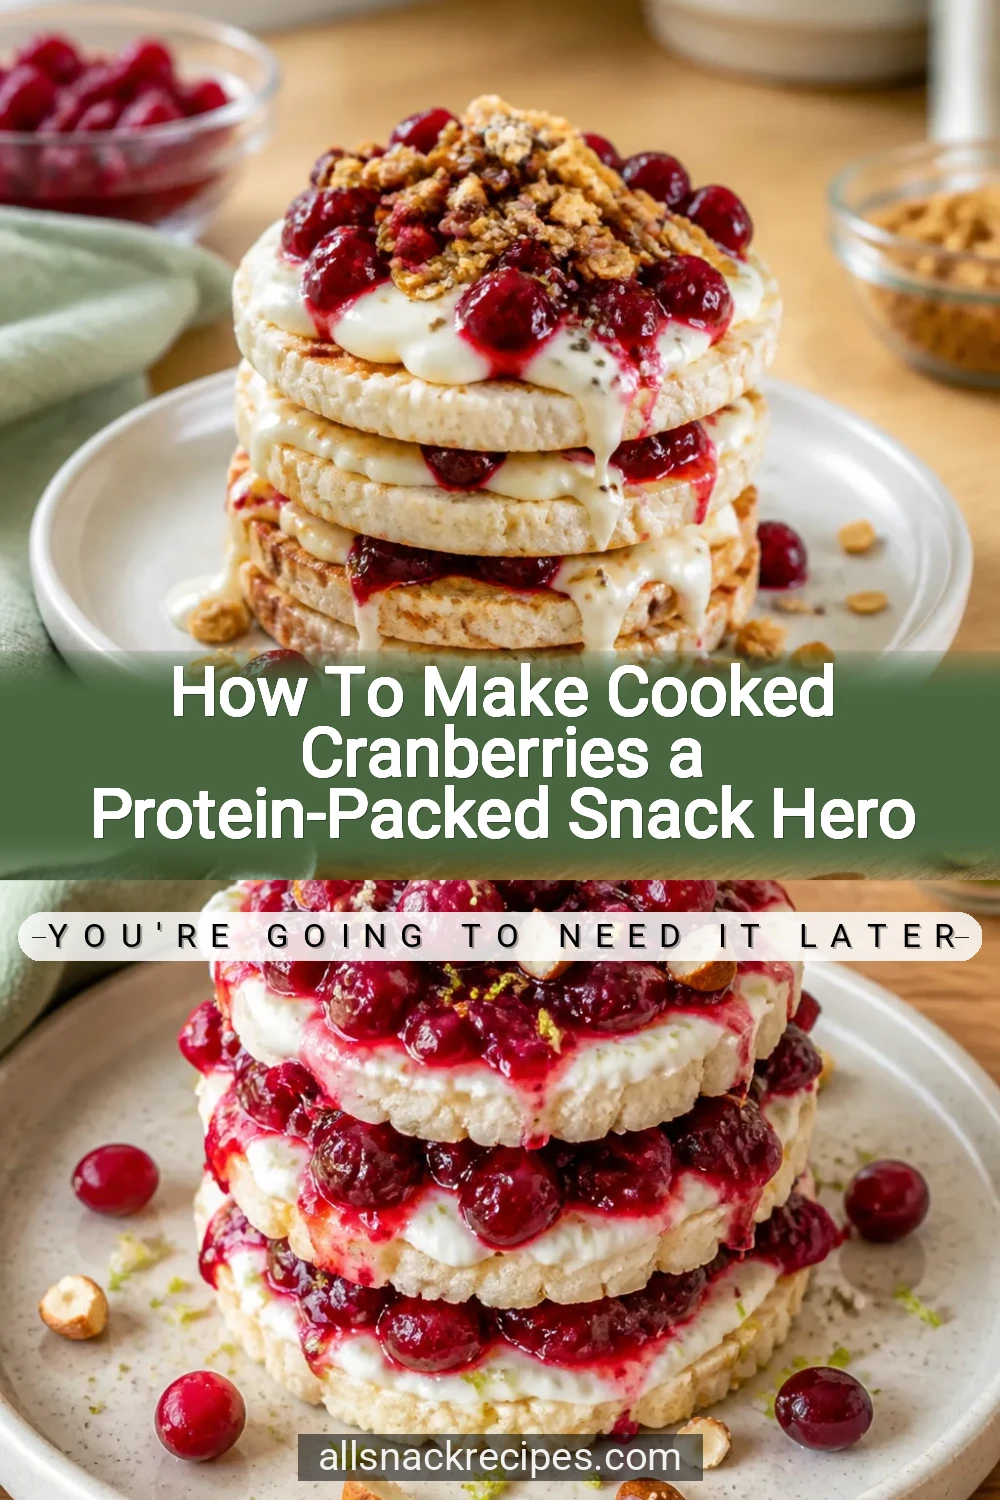 How To Make Cooked
Cranberries a
Protein-Packed Snack Hero
–YOU'RE GOING TO NEED IT LATER–
allsnackrecipes.com